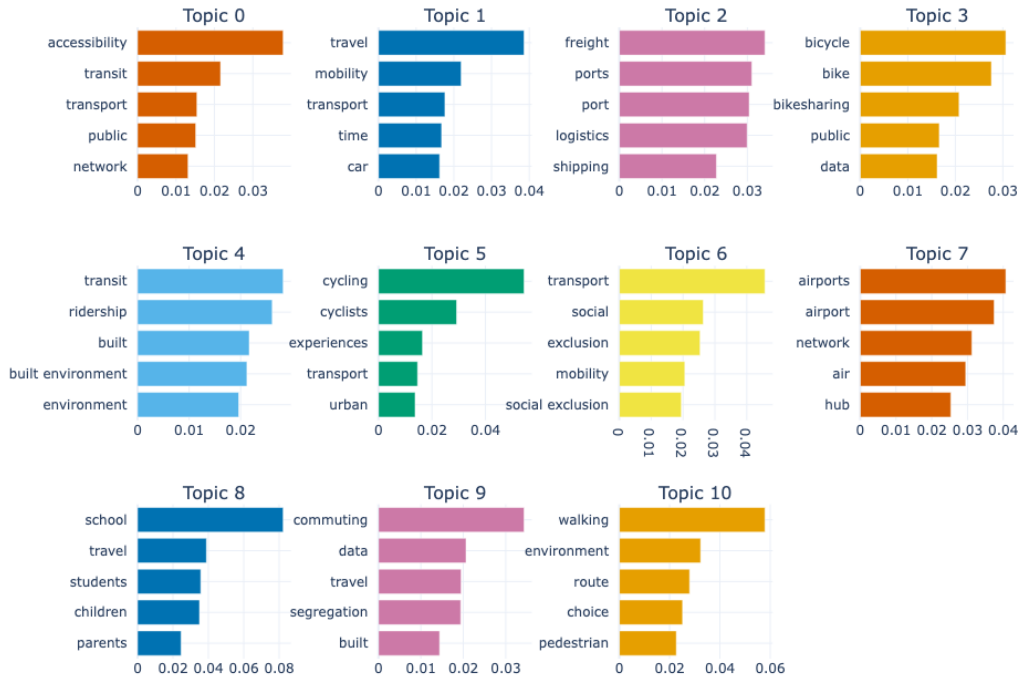 Topic 0
accessibility
transit
transport
public
network
0 0.01 0.02 0.03
Topic 1
travel
mobility
transport
time
car
0 0.01 0.02 0.03 0.04
Topic 2
freight
ports
port
logistics
shipping
0 0.01 0.02 0.03
Topic 3
bicycle
bike
bikesharing
public
data
0 0.01 0.02 0.03
Topic 4
transit
ridership
built
built environment
environment
0 0.01 0.02
Topic 5
cycling
cyclists
experiences
transport
urban
0 0.02 0.04
Topic 6
transport
social
exclusion
mobility
social exclusion
0 0.01 0.02 0.03 0.04
Topic 7
airports
airport
network
air
hub
0 0.01 0.02 0.03 0.04
Topic 8
school
travel
students
children
parents
0 0.02 0.04 0.06 0.08
Topic 9
commuting
data
travel
segregation
built
0 0.01 0.02 0.03
Topic 10
walking
environment
route
choice
pedestrian
0 0.02 0.04 0.06